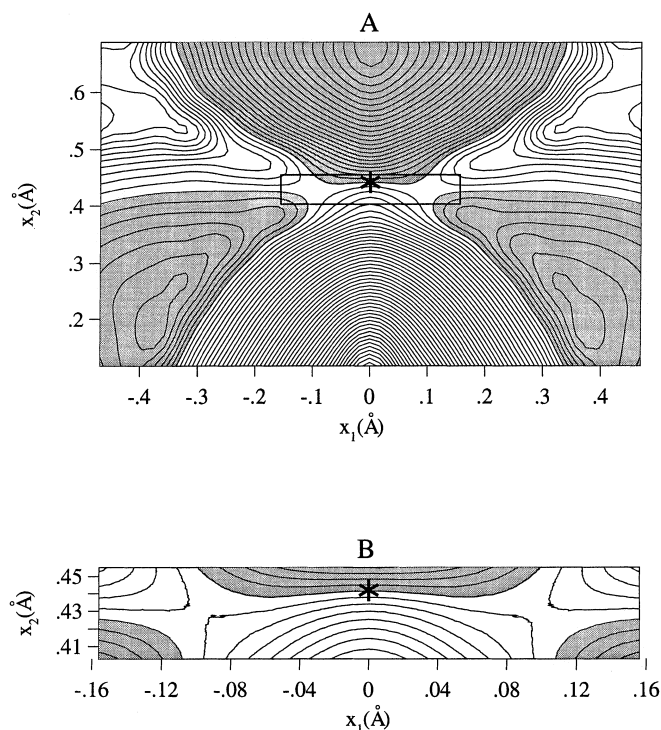 A
.6
.5
.4
.3
.2
x₂(Å)
-.4 -.3 -.2 -.1 0 .1 .2 .3 .4
x₁(Å)
B
.45
.43
.41
x₂(Å)
-.16 -.12 -.08 -.04 0 .04 .08 .12 .16
x₁(Å)